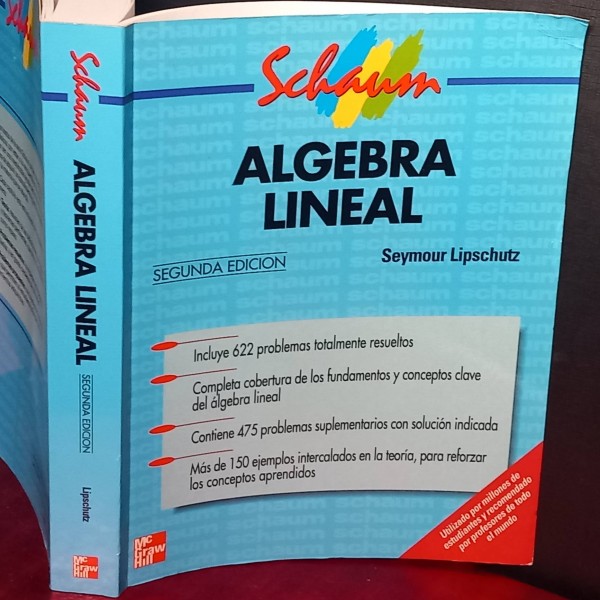 Schaum
ALGEBRA LINEAL
SEGUNDA EDICION
Lipschutz
Mc
Graw
Hill
Schaum
ALGEBRA
LINEAL
Seymour Lipschutz
SEGUNDA EDICION
Incluye 622 problemas totalmente resueltos
Completa cobertura de los fundamentos y conceptos clave
del álgebra lineal
Contiene 475 problemas suplementarios con solución indicada
Más de 150 ejemplos intercalados en la teoría, para reforzar
los conceptos aprendidos
Utilizado por millones de
estudiantes y recomendado
por profesores de todo
el mundo
Mc
Graw
Hill